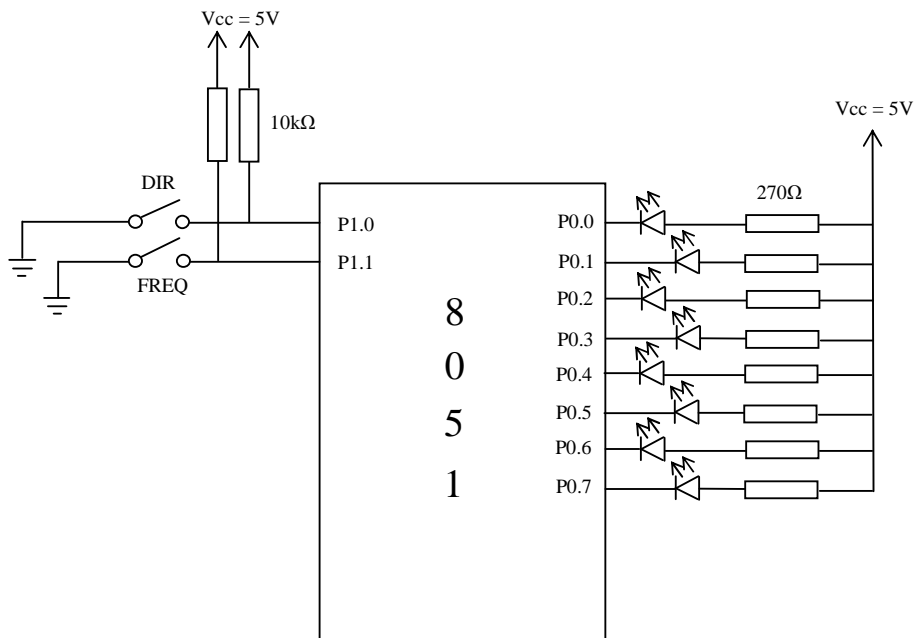 Vcc = 5V
10kΩ
Vcc = 5V
DIR
270Ω
P1.0
P0.0
P1.1
P0.1
FREQ
P0.2
8
P0.3
0
P0.4
5
P0.5
P0.6
1
P0.7